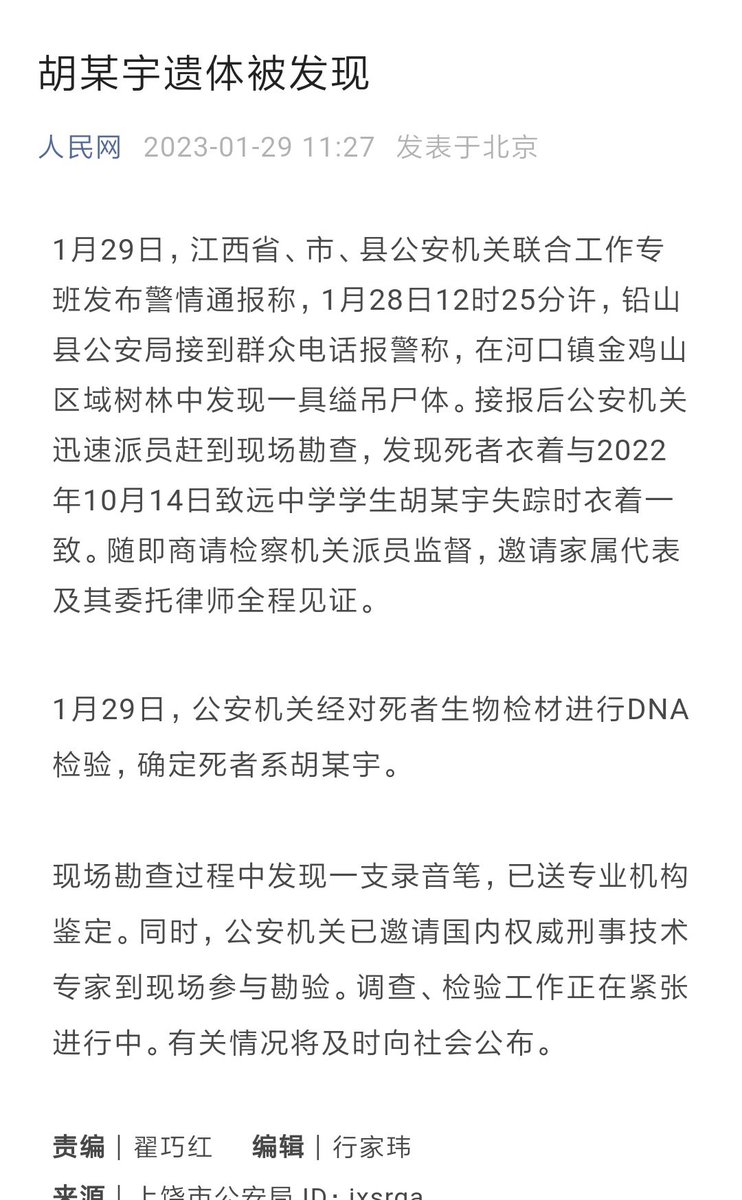 胡某宇遗体被发现
人民网 2023-01-29 11:27 发表于北京
1月29日，江西省、市、县公安机关联合工作专
班发布警情通报称，1月28日12时25分许，铅山
县公安局接到群众电话报警称，在河口镇金鸡山
区域树林中发现一具缢吊尸体。接报后公安机关
迅速派员赶到现场勘查，发现死者衣着与2022
年10月14日致远中学学生胡某宇失踪时衣着一
致。随即商请检察机关派员监督，邀请家属代表
及其委托律师全程见证。
1月29日，公安机关经对死者生物检材进行DNA
检验，确定死者系胡某宇。
现场勘查过程中发现一支录音笔，已送专业机构
鉴定。同时，公安机关已邀请国内权威刑事技术
专家到现场参与勘验。调查、检验工作正在紧张
进行中。有关情况将及时向社会公布。
责编｜翟巧红 编辑｜行家玮
来源｜上饶市公安局 ID：jxsrga